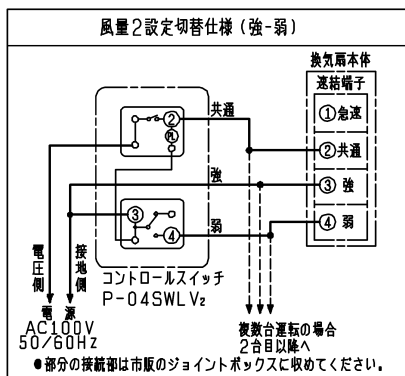 風量2設定切替仕様(強-弱)
換気扇本体
速結端子
①急速
②共通
③ 強
④ 弱
共通
②
PL
強
③
④
弱
コントロールスイッチ
P-04SWLV₂
電圧側
接地側
電源
AC100V
50/60Hz
複数台運転の場合
2台目以降へ
●部分の接続部は市販のジョイントボックスに収めてください。